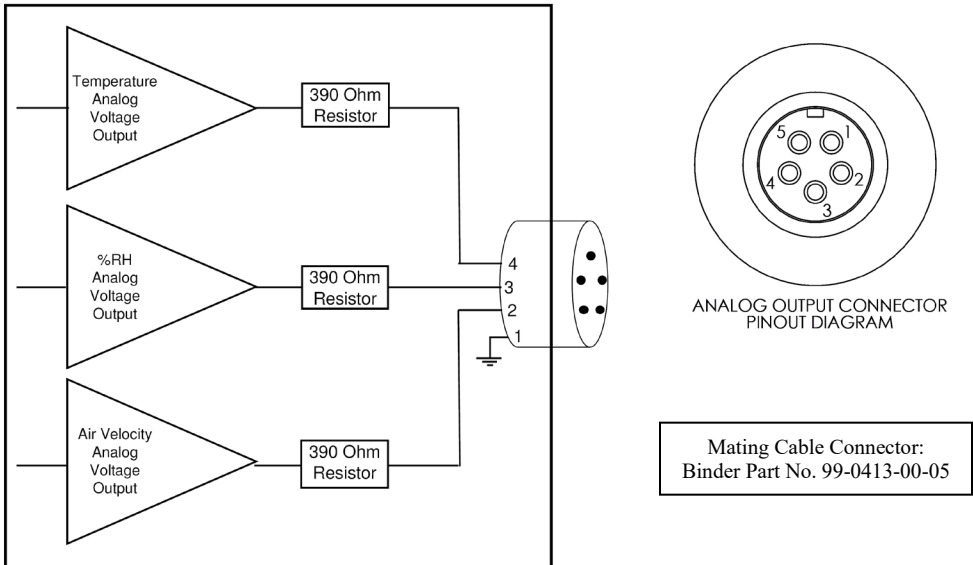 Temperature
Analog
Voltage
Output
390 Ohm
Resistor
%RH
Analog
Voltage
Output
390 Ohm
Resistor
Air Velocity
Analog
Voltage
Output
390 Ohm
Resistor
4
3
2
1
5
1
4
2
3
ANALOG OUTPUT CONNECTOR
PINOUT DIAGRAM
Mating Cable Connector:
Binder Part No. 99-0413-00-05